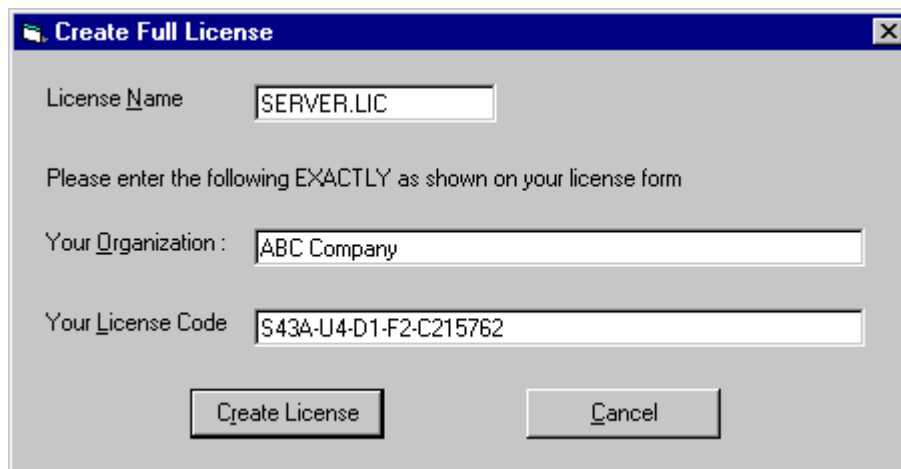 Create Full License
License Name SERVER.LIC
Please enter the following EXACTLY as shown on your license form
Your Organization : ABC Company
Your License Code S43A-U4-D1-F2-C215762
Create License Cancel